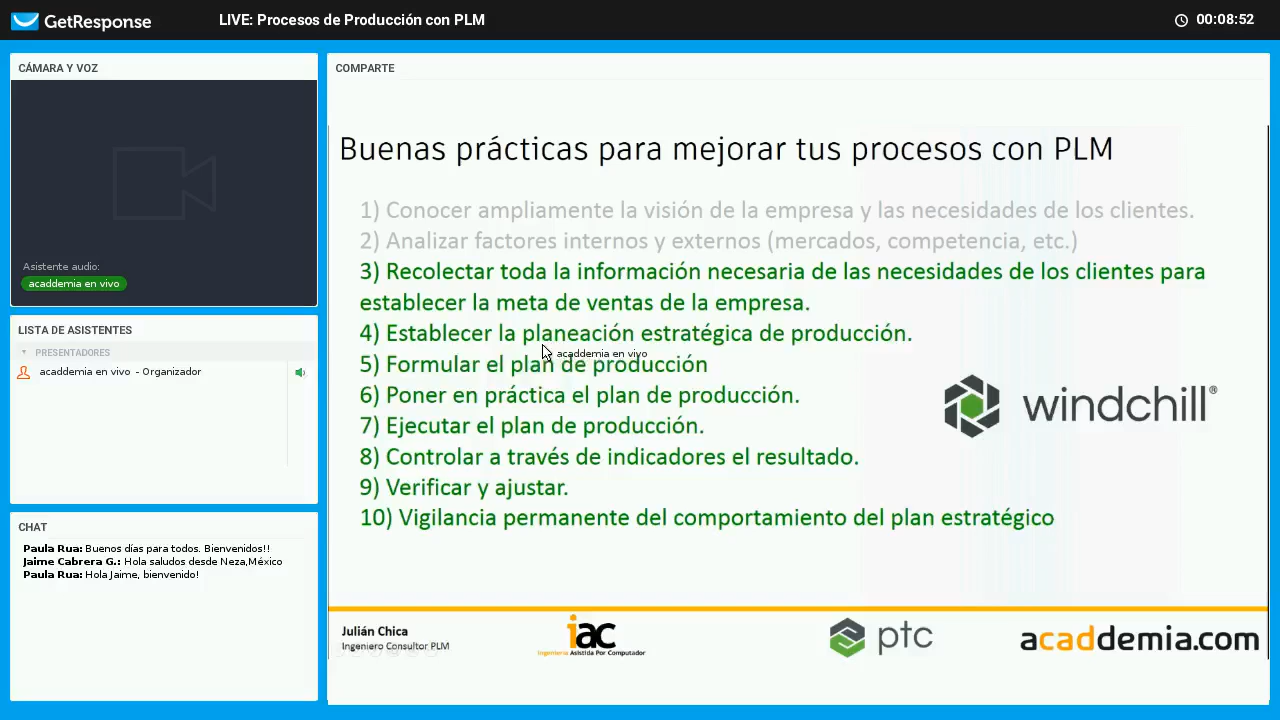 GetResponse
LIVE: Procesos de Producción con PLM
00:08:52
CÁMARA Y VOZ
Asistente audio:
acaddemia en vivo
LISTA DE ASISTENTES
PRESENTADORES
acaddemia en vivo - Organizador
CHAT
Paula Rua: Buenos días para todos. Bienvenidos!!
Jaime Cabrera G.: Hola saludos desde Neza,México
Paula Rua: Hola Jaime, bienvenido!
COMPARTE
Buenas prácticas para mejorar tus procesos con PLM
1) Conocer ampliamente la visión de la empresa y las necesidades de los clientes.
2) Analizar factores internos y externos (mercados, competencia, etc.)
3) Recolectar toda la información necesaria de las necesidades de los clientes para
establecer la meta de ventas de la empresa.
4) Establecer la planeación estratégica de producción.
acaddemia en vivo
5) Formular el plan de producción
6) Poner en práctica el plan de producción.
7) Ejecutar el plan de producción.
8) Controlar a través de indicadores el resultado.
9) Verificar y ajustar.
10) Vigilancia permanente del comportamiento del plan estratégico
windchill®
Julián Chica
Ingeniero Consultor PLM
iac
Ingeniería Asistida Por Computador
ptc
acaddemia.com